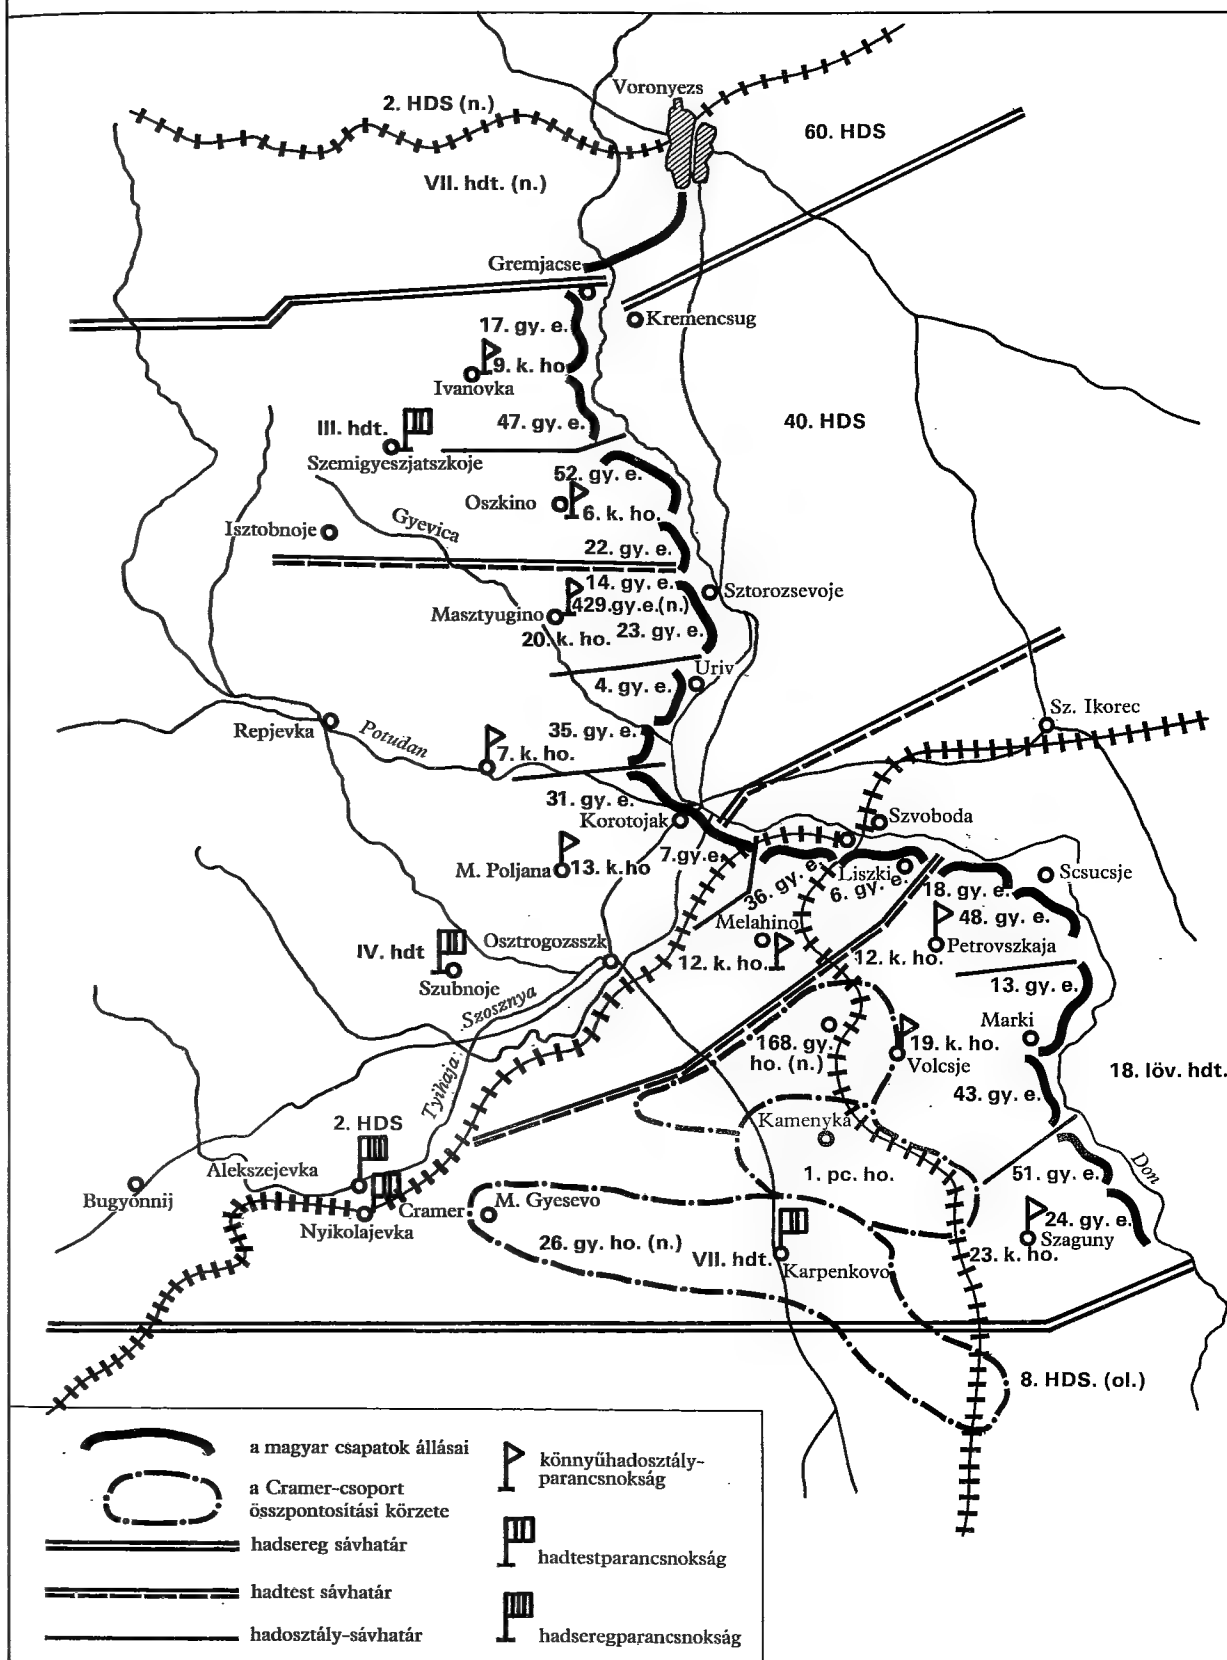 Voronyezs
2. HDS (n.)
60. HDS
VII. hdt. (n.)
Gremjacse
17. gy. e.
Kremencsug
9. k. ho.
Ivanovka
47. gy. e.
40. HDS
III. hdt.
Szemigyeszjatszkoje
52. gy. e.
Oszkino
6. k. ho.
Gyevica
Isztobnoje
22. gy. e.
14. gy. e.
Sztorozsevoje
429.gy.e.(n.)
Masztyugino
20. k. ho.
23. gy. e.
Uriv
4. gy. e.
Sz. Ikorec
Repjevka
Potudan
35. gy. e.
7. k. ho.
31. gy. e.
Korotojak
Szvoboda
7.gy.e.
M. Poljana
13. k.ho
36. gy. e.
Liszki
6. gy. e.
18. gy. e.
Scsucsje
48. gy. e.
Melahino
Petrovszkaja
IV. hdt
Osztrogozsszk
12. k. ho.
12. k. ho.
Szubnoje
13. gy. e.
Szosznya
Marki
168. gy.
ho. (n.)
19. k. ho.
Volcsje
18. löv. hdt.
Tyihaja
43. gy. e.
Kamenyka
2. HDS
Alekszejevka
1. pc. ho.
51. gy. e.
Don
Bugyonnij
Cramer
M. Gyesevo
Nyikolajevka
24. gy. e.
26. gy. ho. (n.)
Szaguny
VII. hdt.
23. k. ho.
Karpenkovo
8. HDS. (ol.)
a magyar csapatok állásai
könnyűhadosztály-
parancsnokság
a Cramer-csoport
összpontosítási körzete
hadsereg sávhatár
hadtestparancsnokság
hadtest sávhatár
hadosztály-sávhatár
hadseregparancsnokság